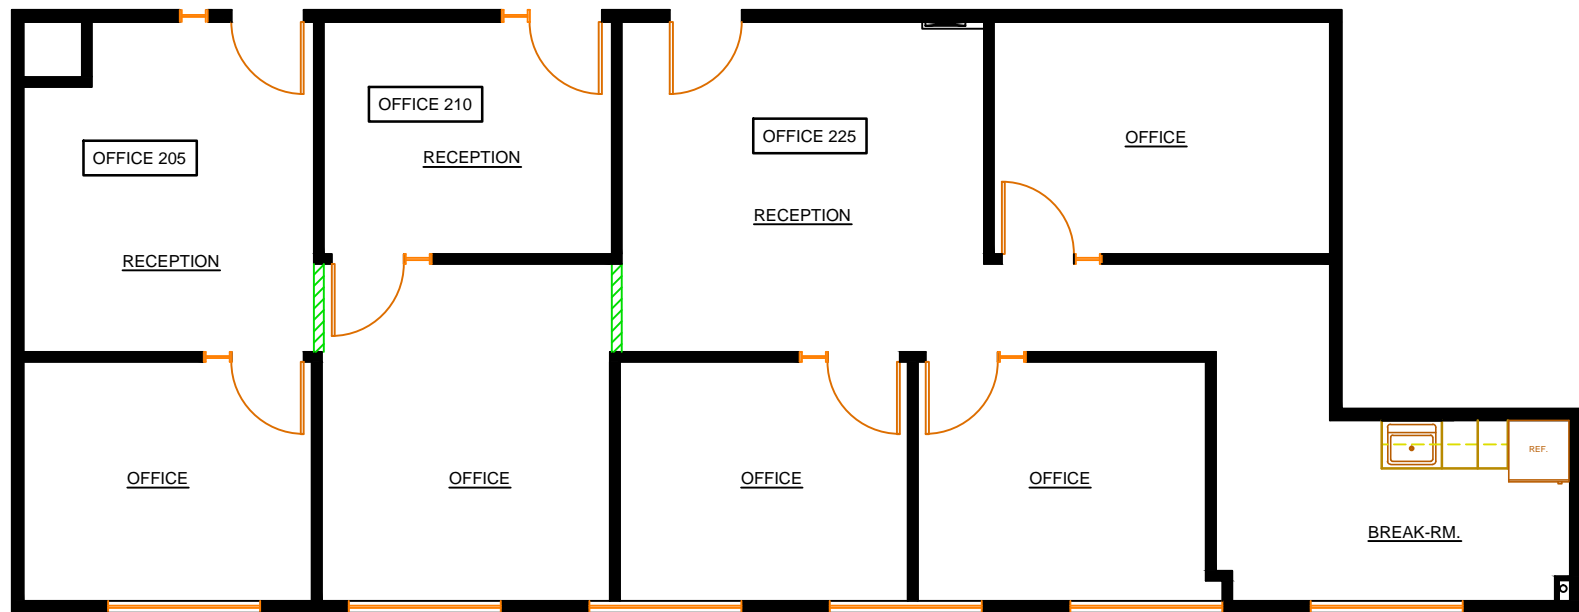 OFFICE 205
RECEPTION
OFFICE 210
RECEPTION
OFFICE 225
RECEPTION
OFFICE
OFFICE
OFFICE
OFFICE
OFFICE
REF.
BREAK-RM.